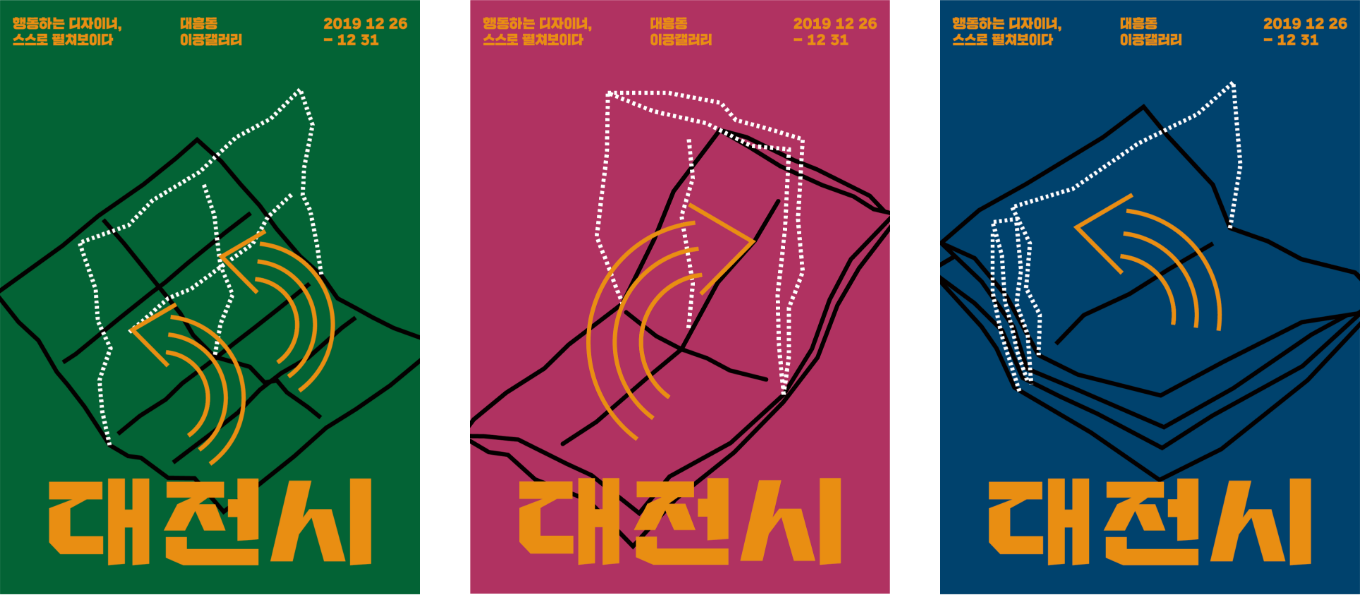 행동하는 디자이너,
스스로 펼쳐보이다
대흥동
이공갤러리
2019 12 26
– 12 31
대전시
행동하는 디자이너,
스스로 펼쳐보이다
대흥동
이공갤러리
2019 12 26
– 12 31
대전시
행동하는 디자이너,
스스로 펼쳐보이다
대흥동
이공갤러리
2019 12 26
– 12 31
대전시